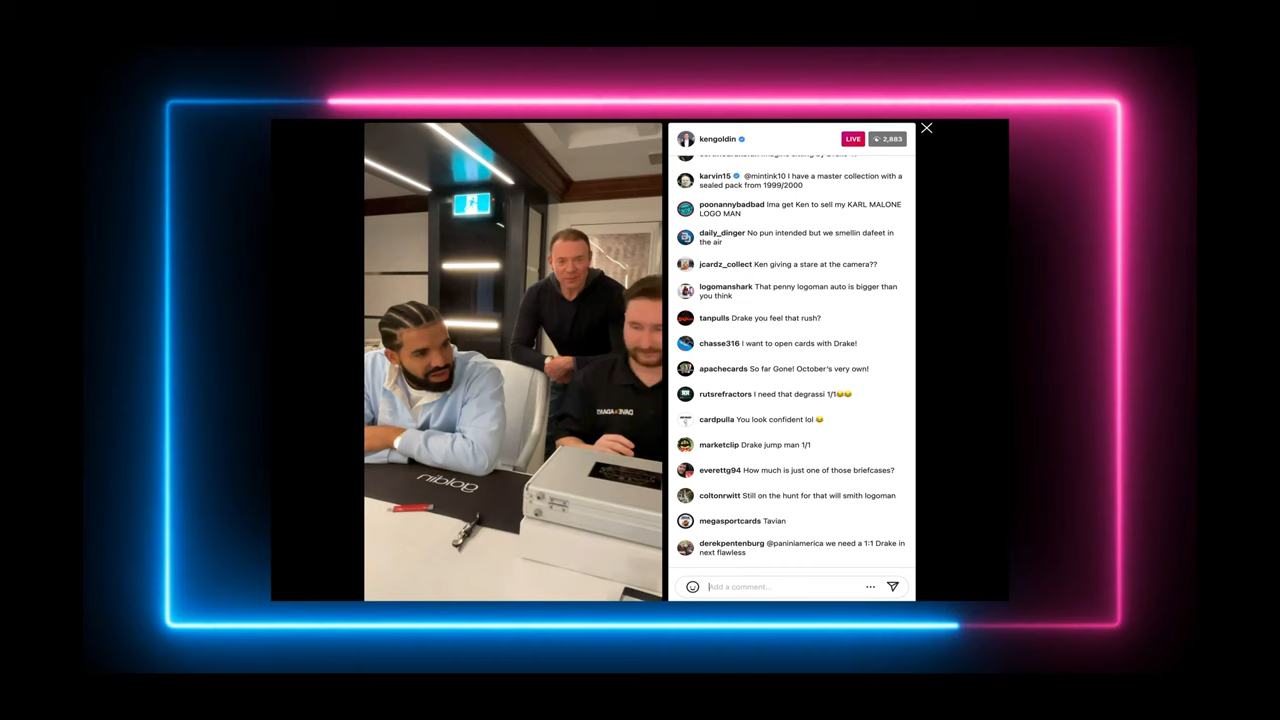 kengoldin
LIVE
2,883
karvin15 @mintink10 I have a master collection with a
sealed pack from 1999/2000
poonannybadbad Ima get Ken to sell my KARL MALONE
LOGO MAN
daily_dinger No pun intended but we smellin dafeet in
the air
jcardz_collect Ken giving a stare at the camera??
logomanshark That penny logoman auto is bigger than
you think
tanpulls Drake you feel that rush?
chasse316 I want to open cards with Drake!
apachecards So far Gone! October's very own!
rutsrefractors I need that degrassi 1/1😂😂
cardpulla You look confident lol 😂
marketclip Drake jump man 1/1
everettg94 How much is just one of those briefcases?
coltonrwitt Still on the hunt for that will smith logoman
megasportcards Tavian
derekpentenburg @paniniamerica we need a 1:1 Drake in
next flawless
Add a comment...
DAVE & ADAM'S
goldin